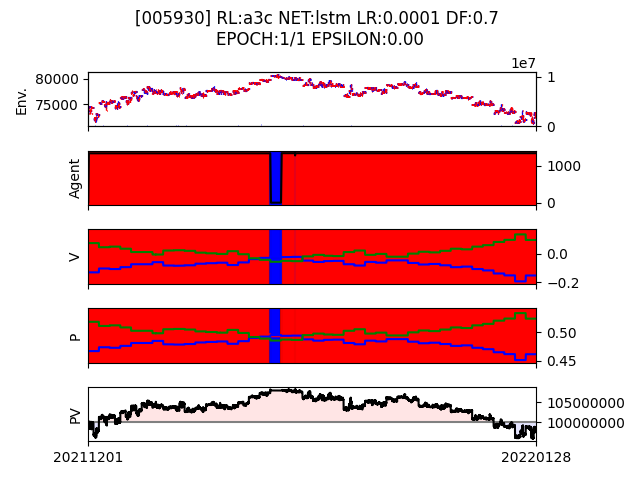 [005930] RL:a3c NET:lstm LR:0.0001 DF:0.7
EPOCH:1/1 EPSILON:0.00
1e7
Env.
80000
75000
1
0
Agent
1000
0
V
0.0
−0.2
P
0.50
0.45
PV
105000000
100000000
20211201
20220128